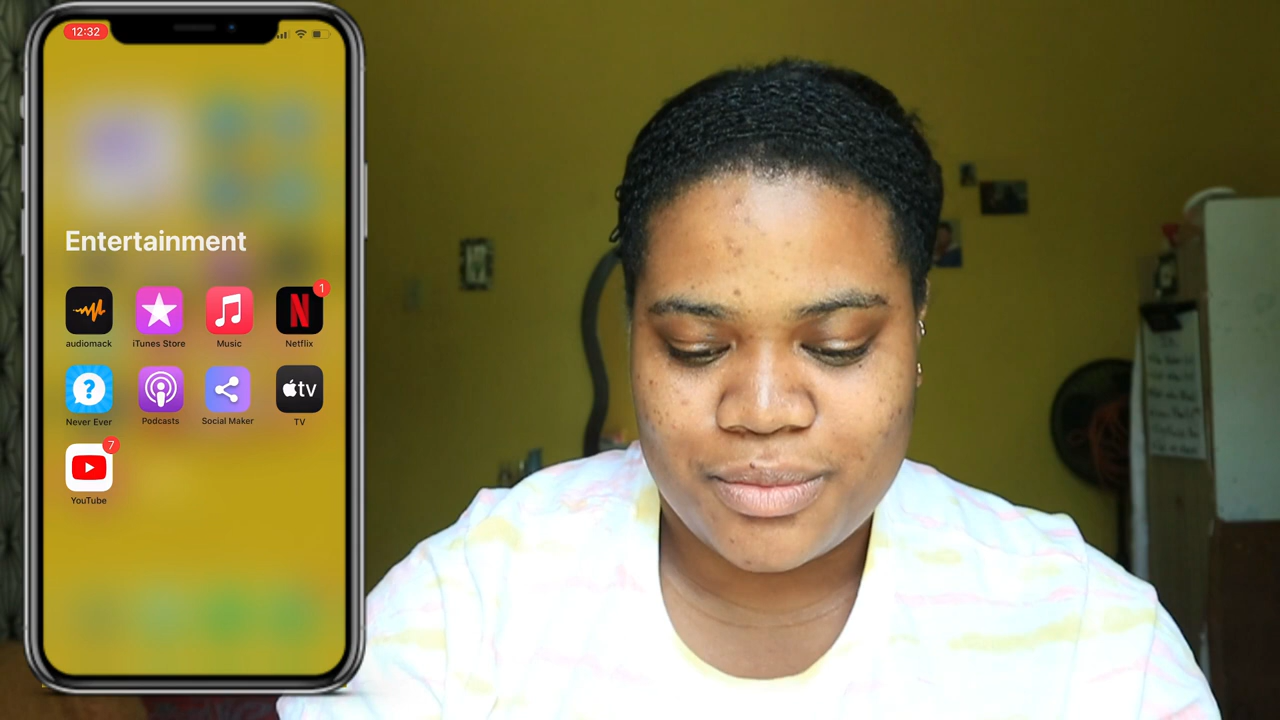 12:32
Entertainment
1
audiomack
iTunes Store
Music
Netflix
Never Ever
Podcasts
Social Maker
tv
TV
7
YouTube